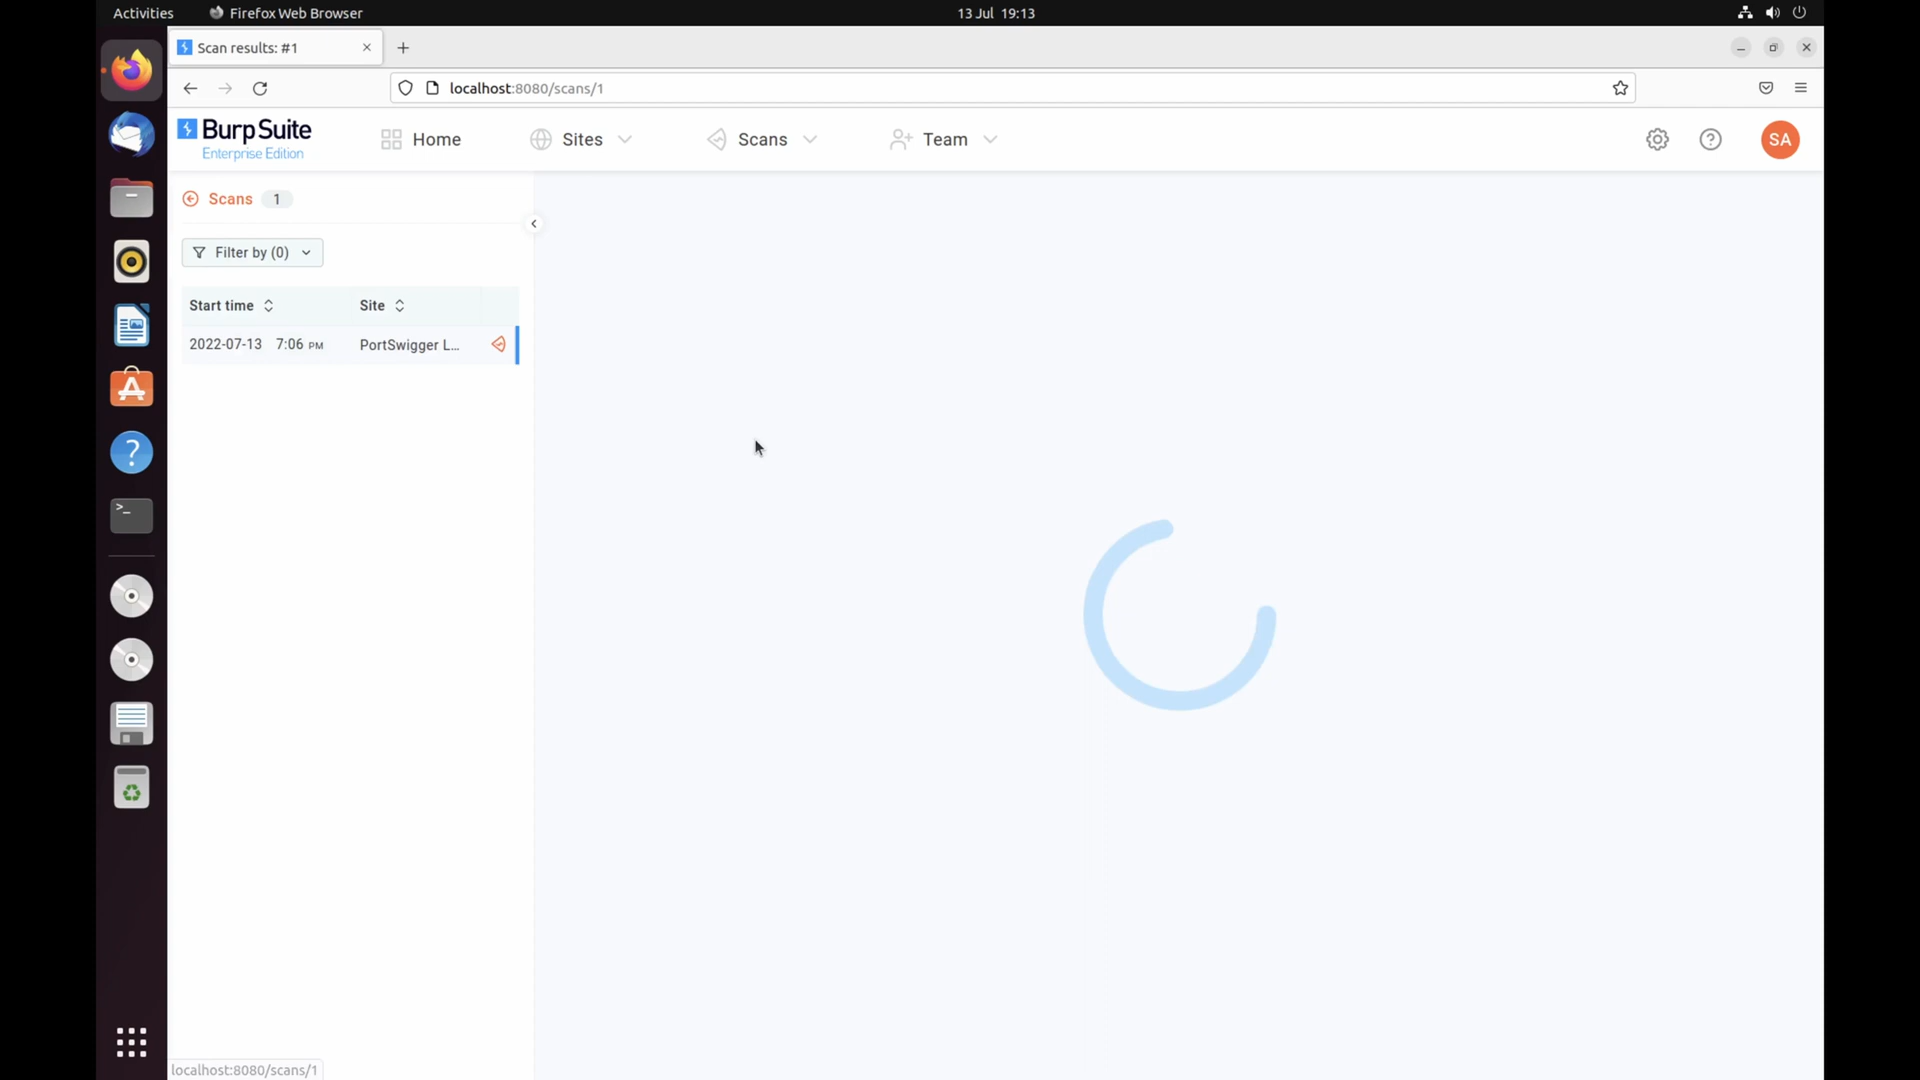 Activities
Firefox Web Browser
13 Jul 19:13
Scan results: #1
localhost:8080/scans/1
Burp Suite
Enterprise Edition
Home
Sites
Scans
Team
SA
Scans 1
Filter by (0)
Start time
Site
2022-07-13 7:06 PM
PortSwigger L...
localhost:8080/scans/1